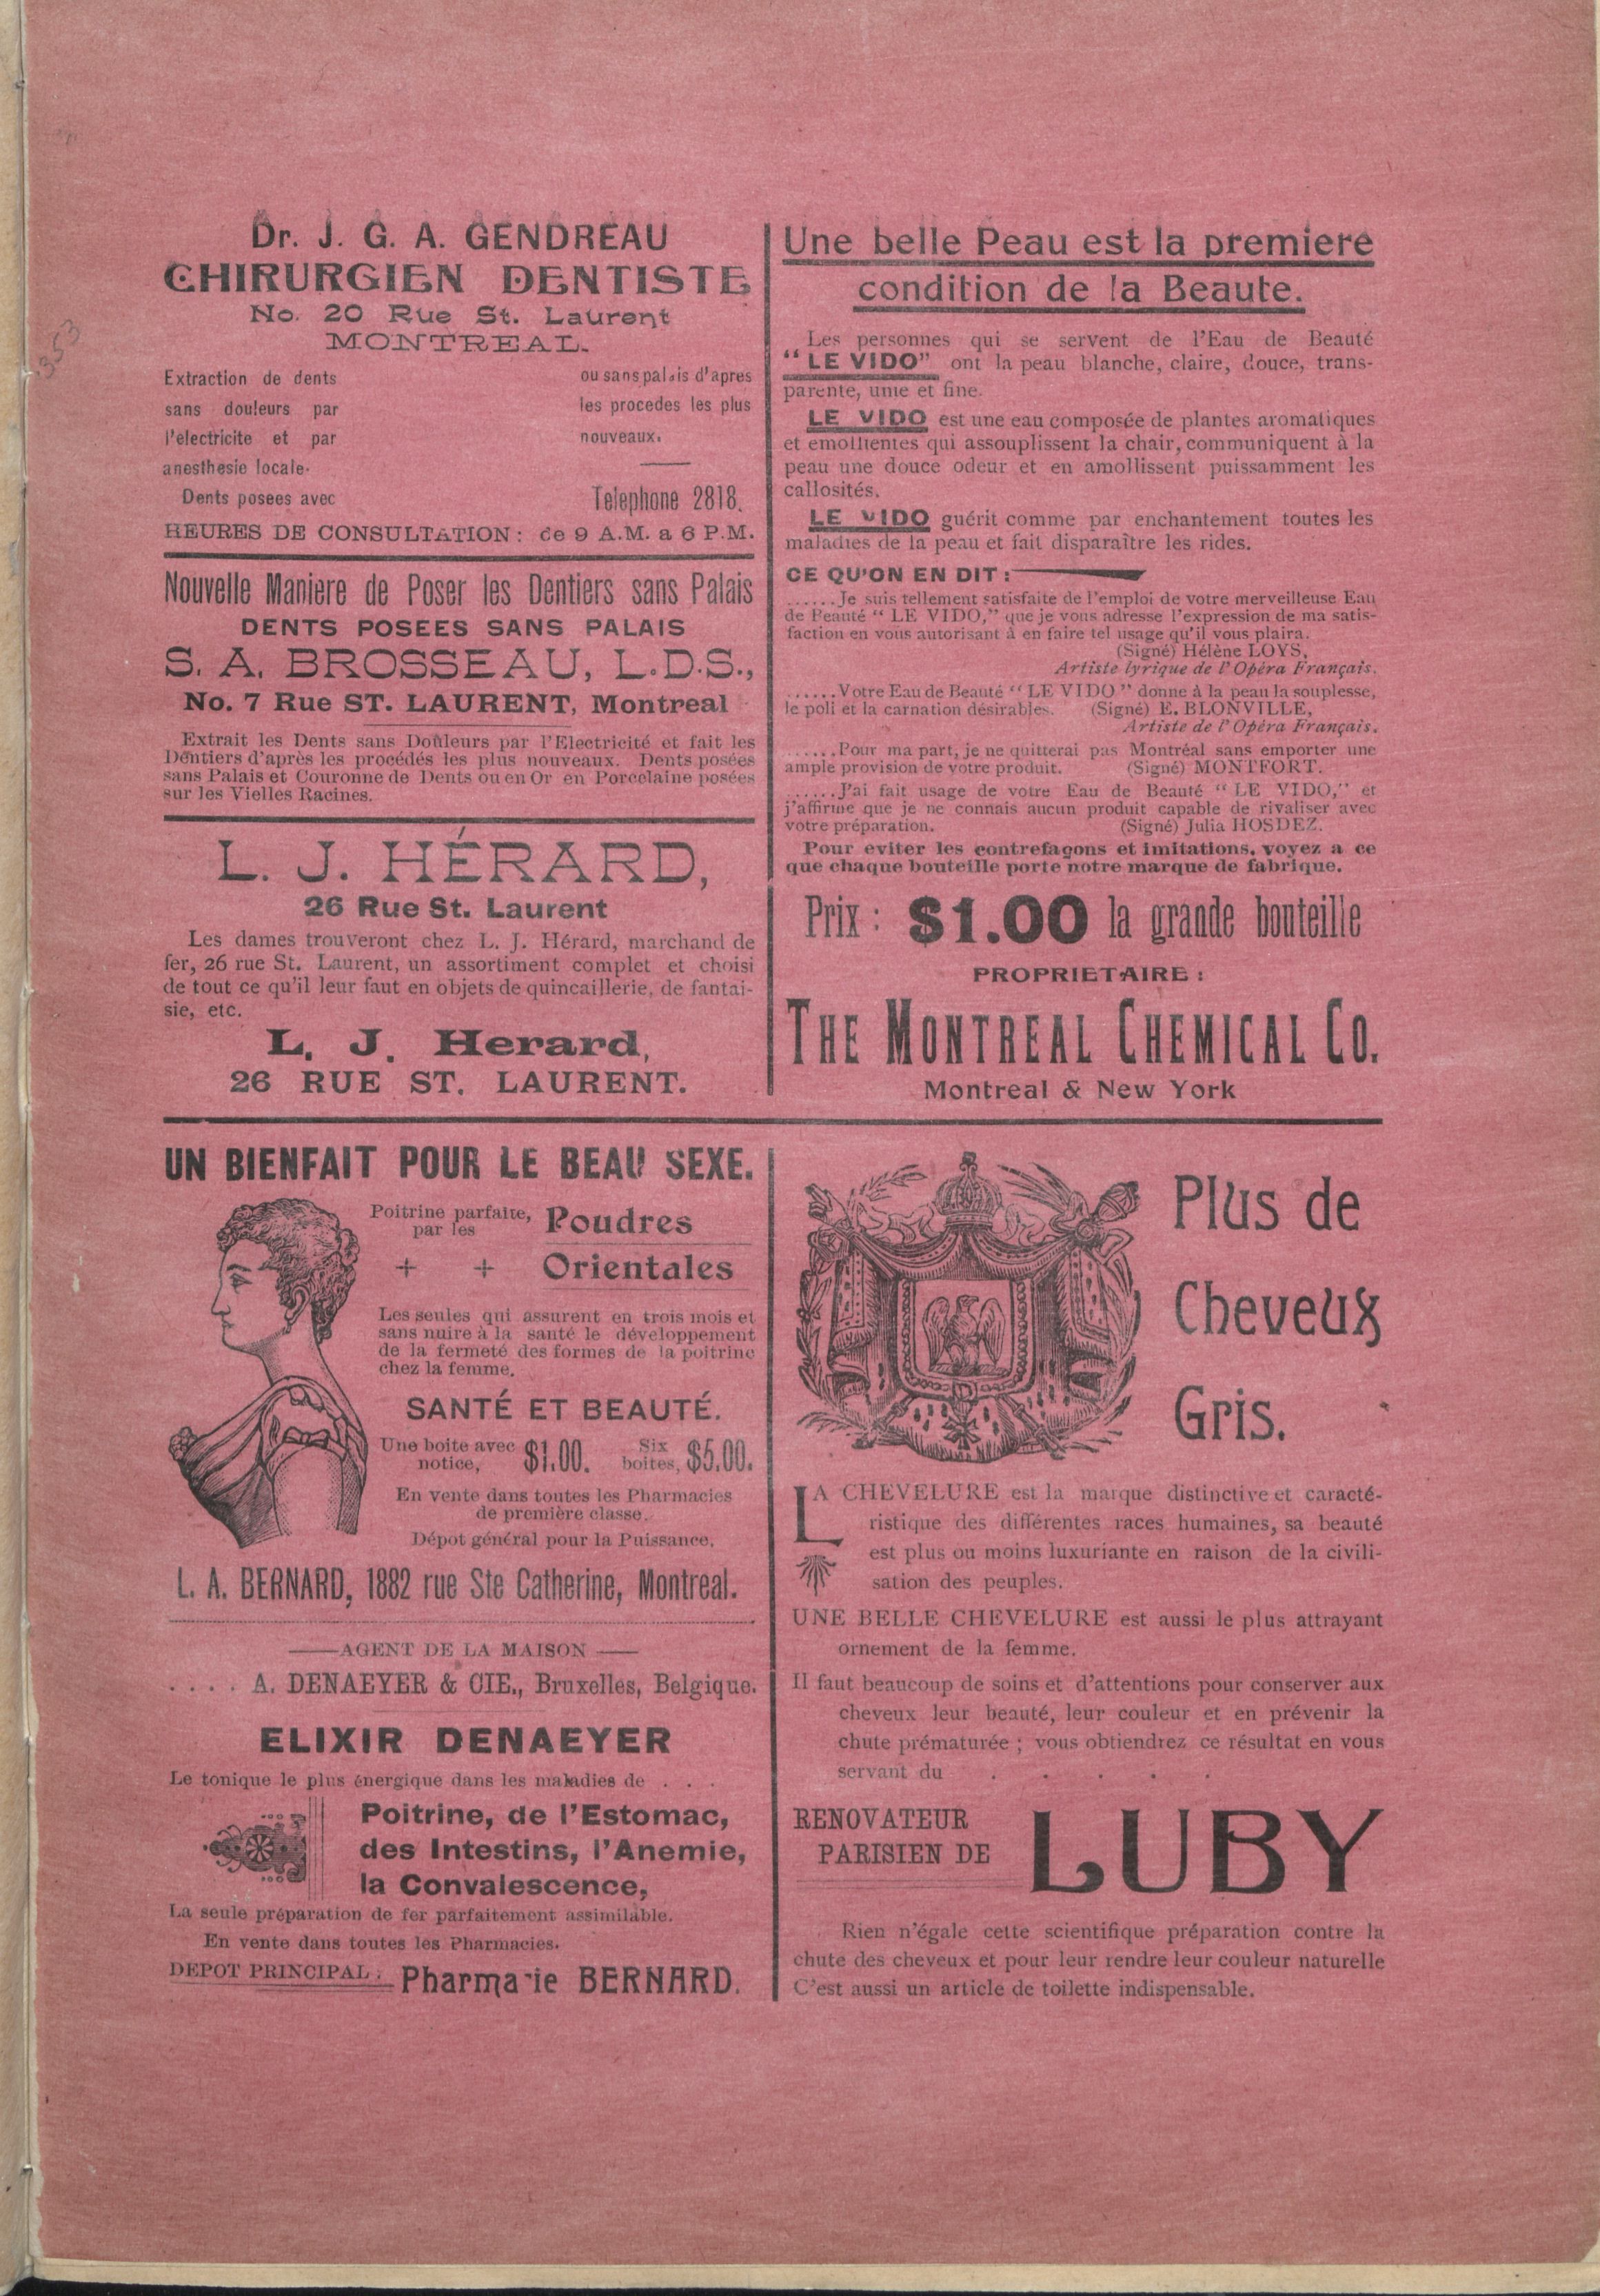 353
Dr. J. G. A. GENDREAU
CHIRURGIEN DENTISTE
No. 20 Rue St. Laurent
MONTREAL.
Extraction de dents
sans douleurs par
l'electricite et par
anesthesie locale.
Dents posees avec
ou sans palais d'apres
les procedes les plus
nouveaux.
Telephone 2818.
HEURES DE CONSULTATION : de 9 A.M. a 6 P.M.
Nouvelle Maniere de Poser les Dentiers sans Palais
DENTS POSEES SANS PALAIS
S. A. BROSSEAU, L.D.S.,
No. 7 Rue ST. LAURENT, Montreal
Extrait les Dents sans Douleurs par l'Electricité et fait les
Dentiers d'après les procédés les plus nouveaux. Dents posées
sans Palais et Couronne de Dents ou en Or en Porcelaine posées
sur les Vielles Racines.
L. J. HÉRARD,
26 Rue St. Laurent
Les dames trouveront chez L. J. Hérard, marchand de
fer, 26 rue St. Laurent, un assortiment complet et choisi
de tout ce qu'il leur faut en objets de quincaillerie, de fantai-
sie, etc.
L. J. Herard,
26 RUE ST. LAURENT.
Une belle Peau est la premiere
condition de la Beaute.
Les personnes qui se servent de l'Eau de Beauté
"LE VIDO" ont la peau blanche, claire, douce, trans-
parente, unie et fine.
LE VIDO est une eau composée de plantes aromatiques
et emollientes qui assouplissent la chair, communiquent à la
peau une douce odeur et en amollissent puissamment les
callosités.
LE VIDO guérit comme par enchantement toutes les
maladies de la peau et fait disparaître les rides.
CE QU'ON EN DIT :
......Je suis tellement satisfaite de l'emploi de votre merveilleuse Eau
de Beauté " LE VIDO," que je vous adresse l'expression de ma satis-
faction en vous autorisant à en faire tel usage qu'il vous plaira.
(Signé) Hélène LOYS,
Artiste lyrique de l'Opéra Français.
......Votre Eau de Beauté " LE VIDO " donne à la peau la souplesse,
le poli et la carnation désirables. (Signé) E. BLONVILLE,
Artiste de l'Opéra Français.
......Pour ma part, je ne quitterai pas Montréal sans emporter une
ample provision de votre produit. (Signé) MONTFORT.
......J'ai fait usage de votre Eau de Beauté " LE VIDO," et
j'affirme que je ne connais aucun produit capable de rivaliser avec
votre préparation. (Signé) Julia HOSDEZ.
Pour eviter les contrefaçons et imitations, voyez a ce
que chaque bouteille porte notre marque de fabrique.
Prix : $1.00 la grande bouteille
PROPRIETAIRE :
THE MONTREAL CHEMICAL CO.
Montreal & New York
UN BIENFAIT POUR LE BEAU SEXE.
Poitrine parfaite,
par les
Poudres
+ + Orientales
Les seules qui assurent en trois mois et
sans nuire à la santé le développement
de la fermeté des formes de la poitrine
chez la femme.
SANTÉ ET BEAUTÉ.
Une boite avec
notice, $1.00. Six
boites, $5.00.
En vente dans toutes les Pharmacies
de première classe.
Dépot général pour la Puissance,
L. A. BERNARD, 1882 rue Ste Catherine, Montreal.
AGENT DE LA MAISON
. . . . A. DENAEYER & CIE., Bruxelles, Belgique.
ELIXIR DENAEYER
Le tonique le plus énergique dans les maladies de . . .
Poitrine, de l'Estomac,
des Intestins, l'Anemie,
la Convalescence,
La seule préparation de fer parfaitement assimilable.
En vente dans toutes les Pharmacies.
DEPOT PRINCIPAL : Pharmacie BERNARD.
Plus de
Cheveux
Gris.
LA CHEVELURE est la marque distinctive et caracté-
ristique des différentes races humaines, sa beauté
est plus ou moins luxuriante en raison de la civili-
sation des peuples.
UNE BELLE CHEVELURE est aussi le plus attrayant
ornement de la femme.
Il faut beaucoup de soins et d'attentions pour conserver aux
cheveux leur beauté, leur couleur et en prévenir la
chute prématurée ; vous obtiendrez ce résultat en vous
servant du . . . . .
RENOVATEUR
PARISIEN DE
LUBY
Rien n'égale cette scientifique préparation contre la
chute des cheveux et pour leur rendre leur couleur naturelle
C'est aussi un article de toilette indispensable.